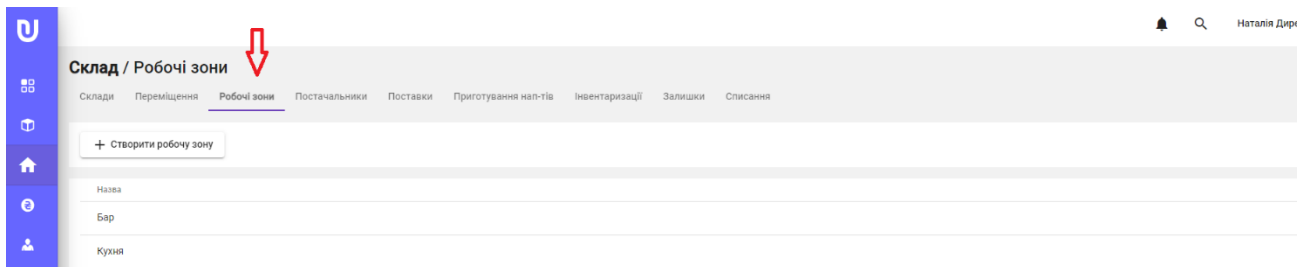 Наталія Дире
Склад / Робочі зони
Склади Переміщення Робочі зони Постачальники Поставки Приготування нап-тів Інвентаризації Залишки Списання
+ Створити робочу зону
Назва
Бар
Кухня